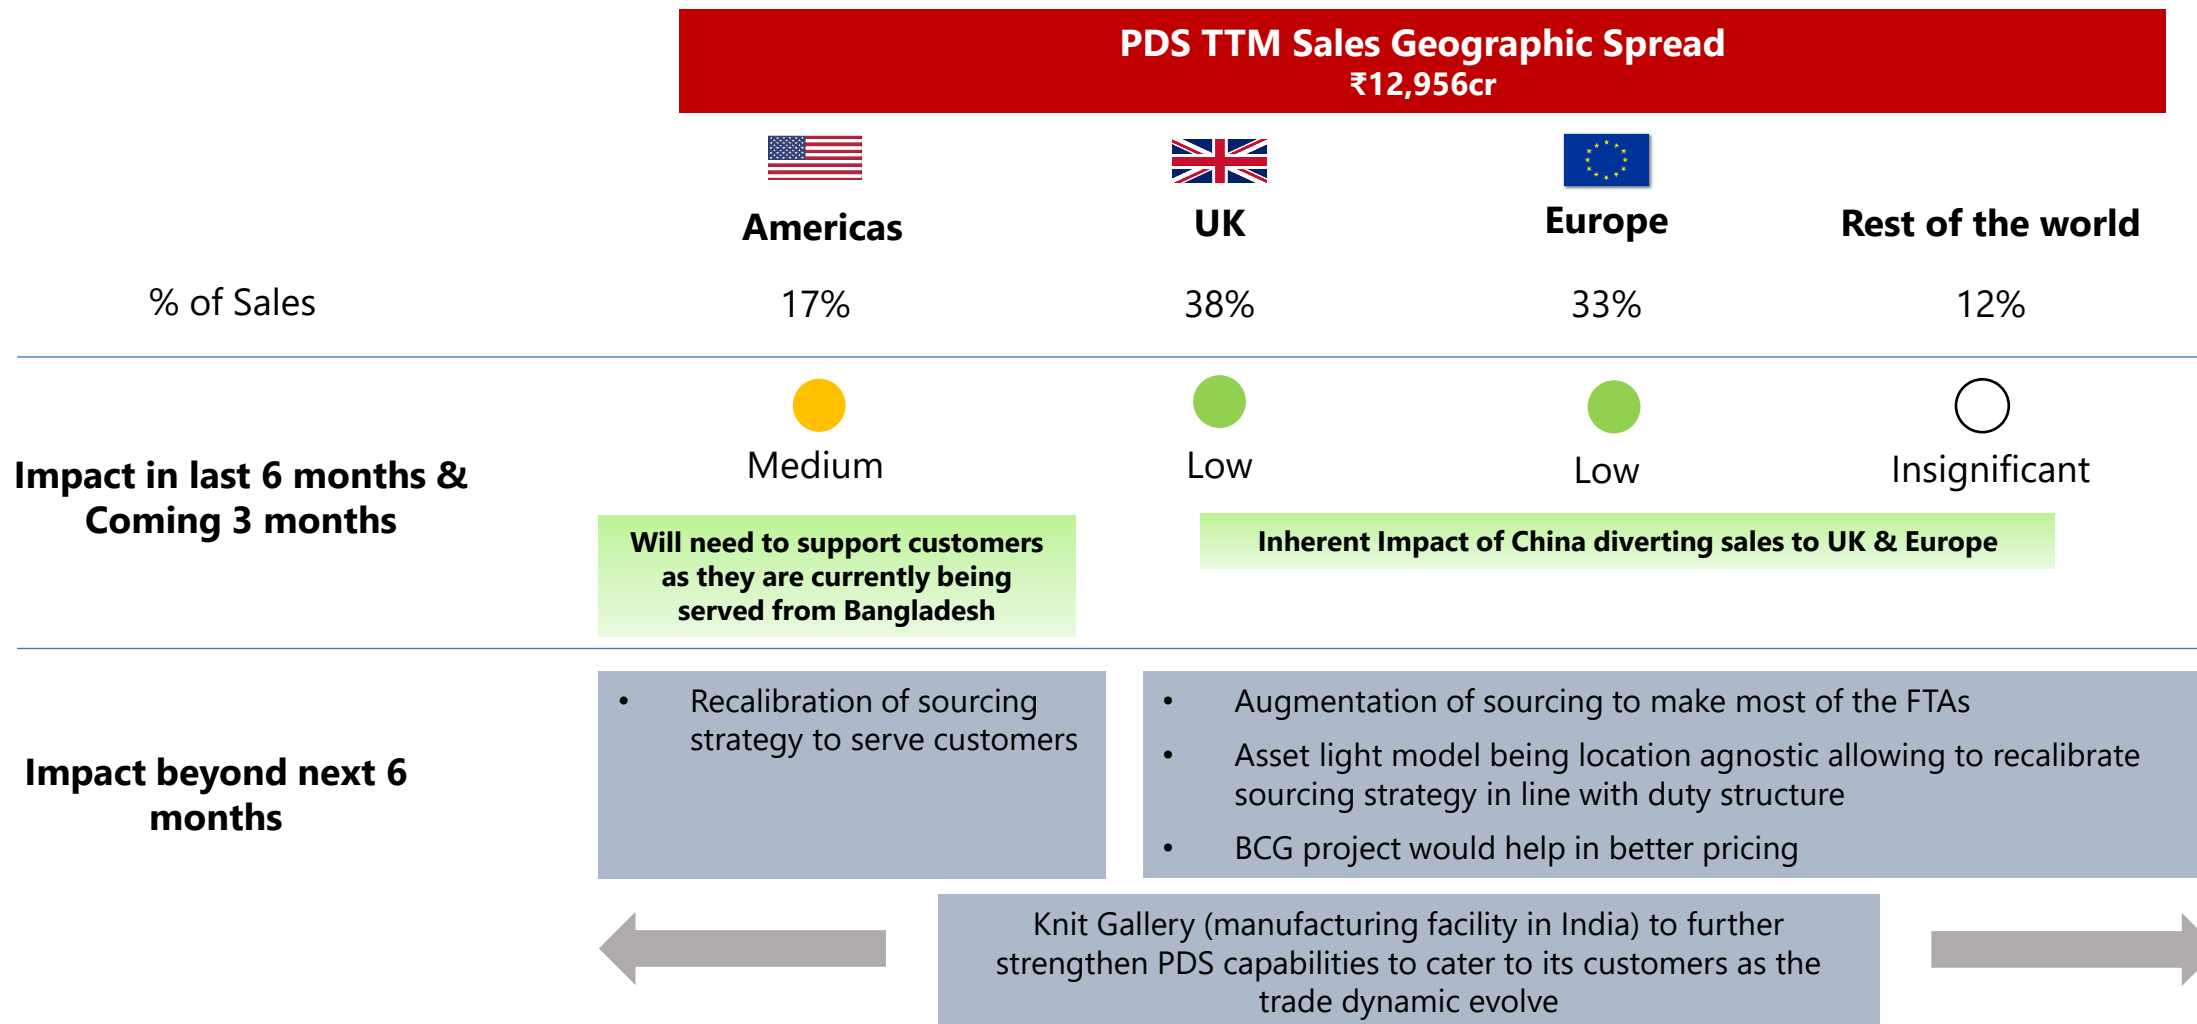 PDS TTM Sales Geographic Spread
₹12,956cr
Americas
UK
Europe
Rest of the world
% of Sales
17%
38%
33%
12%
Impact in last 6 months &
Coming 3 months
Medium
Low
Low
Insignificant
Will need to support customers
as they are currently being
served from Bangladesh
Inherent Impact of China diverting sales to UK & Europe
Impact beyond next 6
months
• Recalibration of sourcing
strategy to serve customers
• Augmentation of sourcing to make most of the FTAs
• Asset light model being location agnostic allowing to recalibrate
sourcing strategy in line with duty structure
• BCG project would help in better pricing
Knit Gallery (manufacturing facility in India) to further
strengthen PDS capabilities to cater to its customers as the
trade dynamic evolve